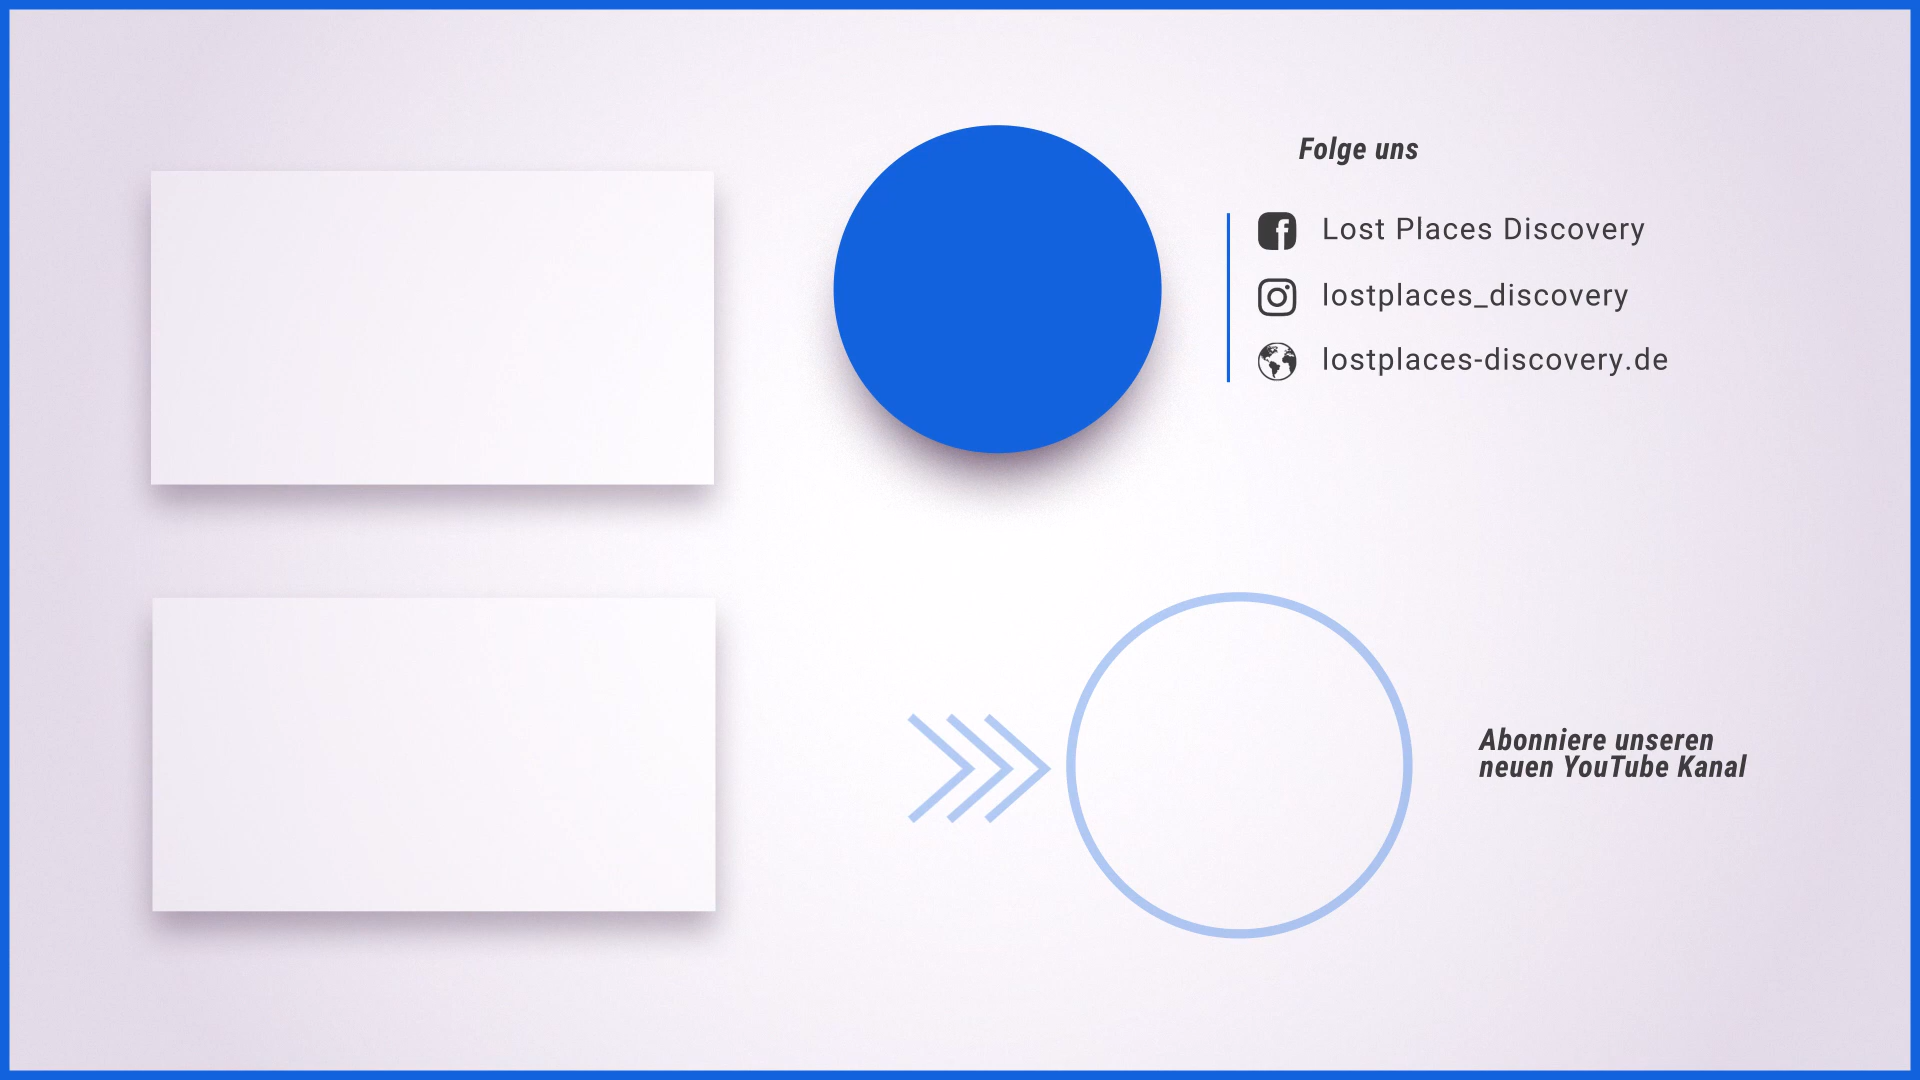 Folge uns
Lost Places Discovery
lostplaces_discovery
lostplaces-discovery.de
Abonniere unseren
neuen YouTube Kanal